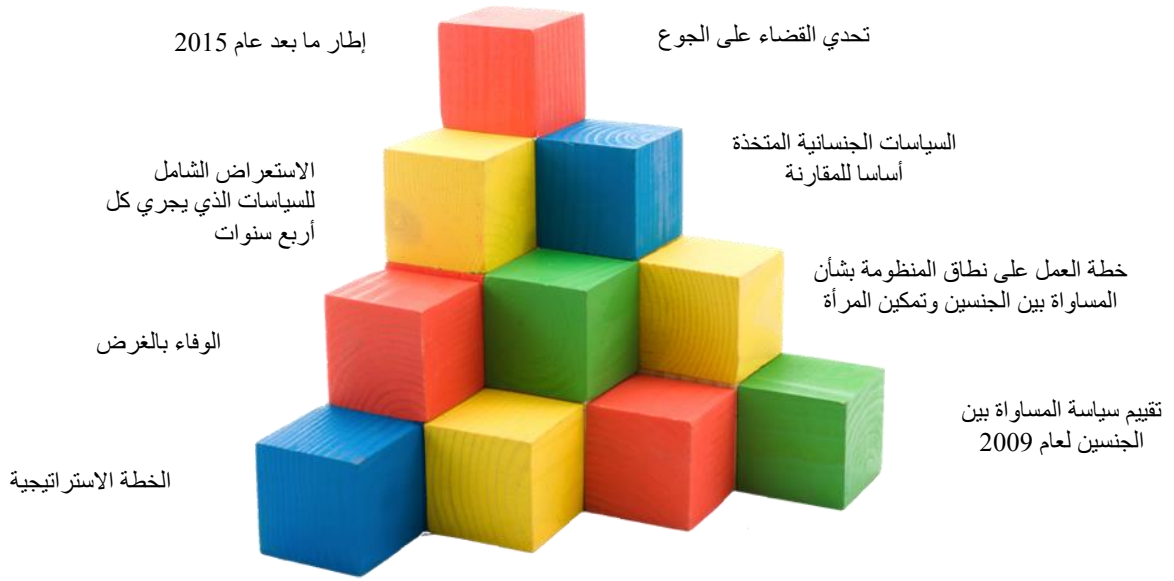 تحدي القضاء على الجوع
إطار ما بعد عام 2015
السياسات الجنسانية المتخذة
أساسا للمقارنة
الاستعراض الشامل
للسياسات الذي يجري كل
أربع سنوات
خطة العمل على نطاق المنظومة بشأن
المساواة بين الجنسين وتمكين المرأة
الوفاء بالغرض
تقييم سياسة المساواة بين
الجنسين لعام 2009
الخطة الاستراتيجية